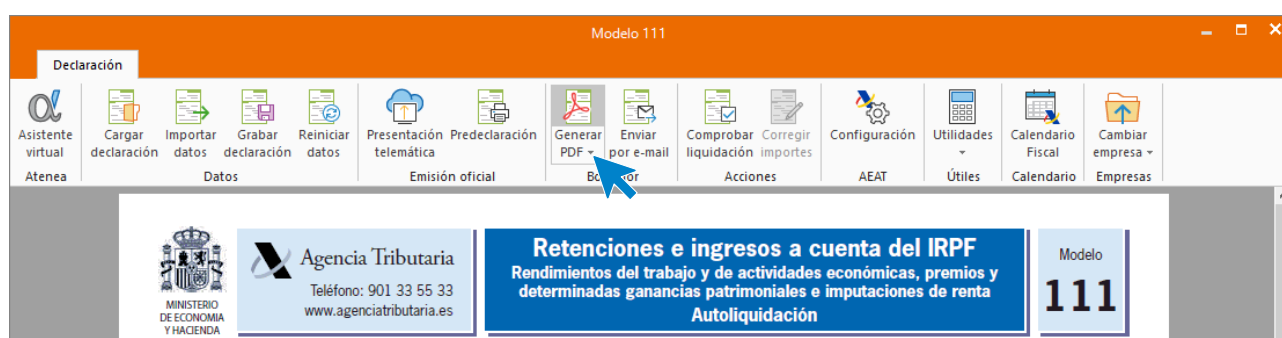 Modelo 111
Declaración
Asistente virtual
Cargar declaración
Importar datos
Grabar declaración
Reiniciar datos
Presentación telemática
Predeclaración
Generar PDF
Enviar por e-mail
Comprobar liquidación
Corregir importes
Configuración
Utilidades
Calendario Fiscal
Cambiar empresa
Atenea
Datos
Emisión oficial
Acciones
AEAT
Útiles
Calendario
Empresas
MINISTERIO
DE ECONOMIA
Y HACIENDA
Agencia Tributaria
Teléfono: 901 33 55 33
www.agenciatributaria.es
Retenciones e ingresos a cuenta del IRPF
Rendimientos del trabajo y de actividades económicas, premios y
determinadas ganancias patrimoniales e imputaciones de renta
Autoliquidación
Modelo
111